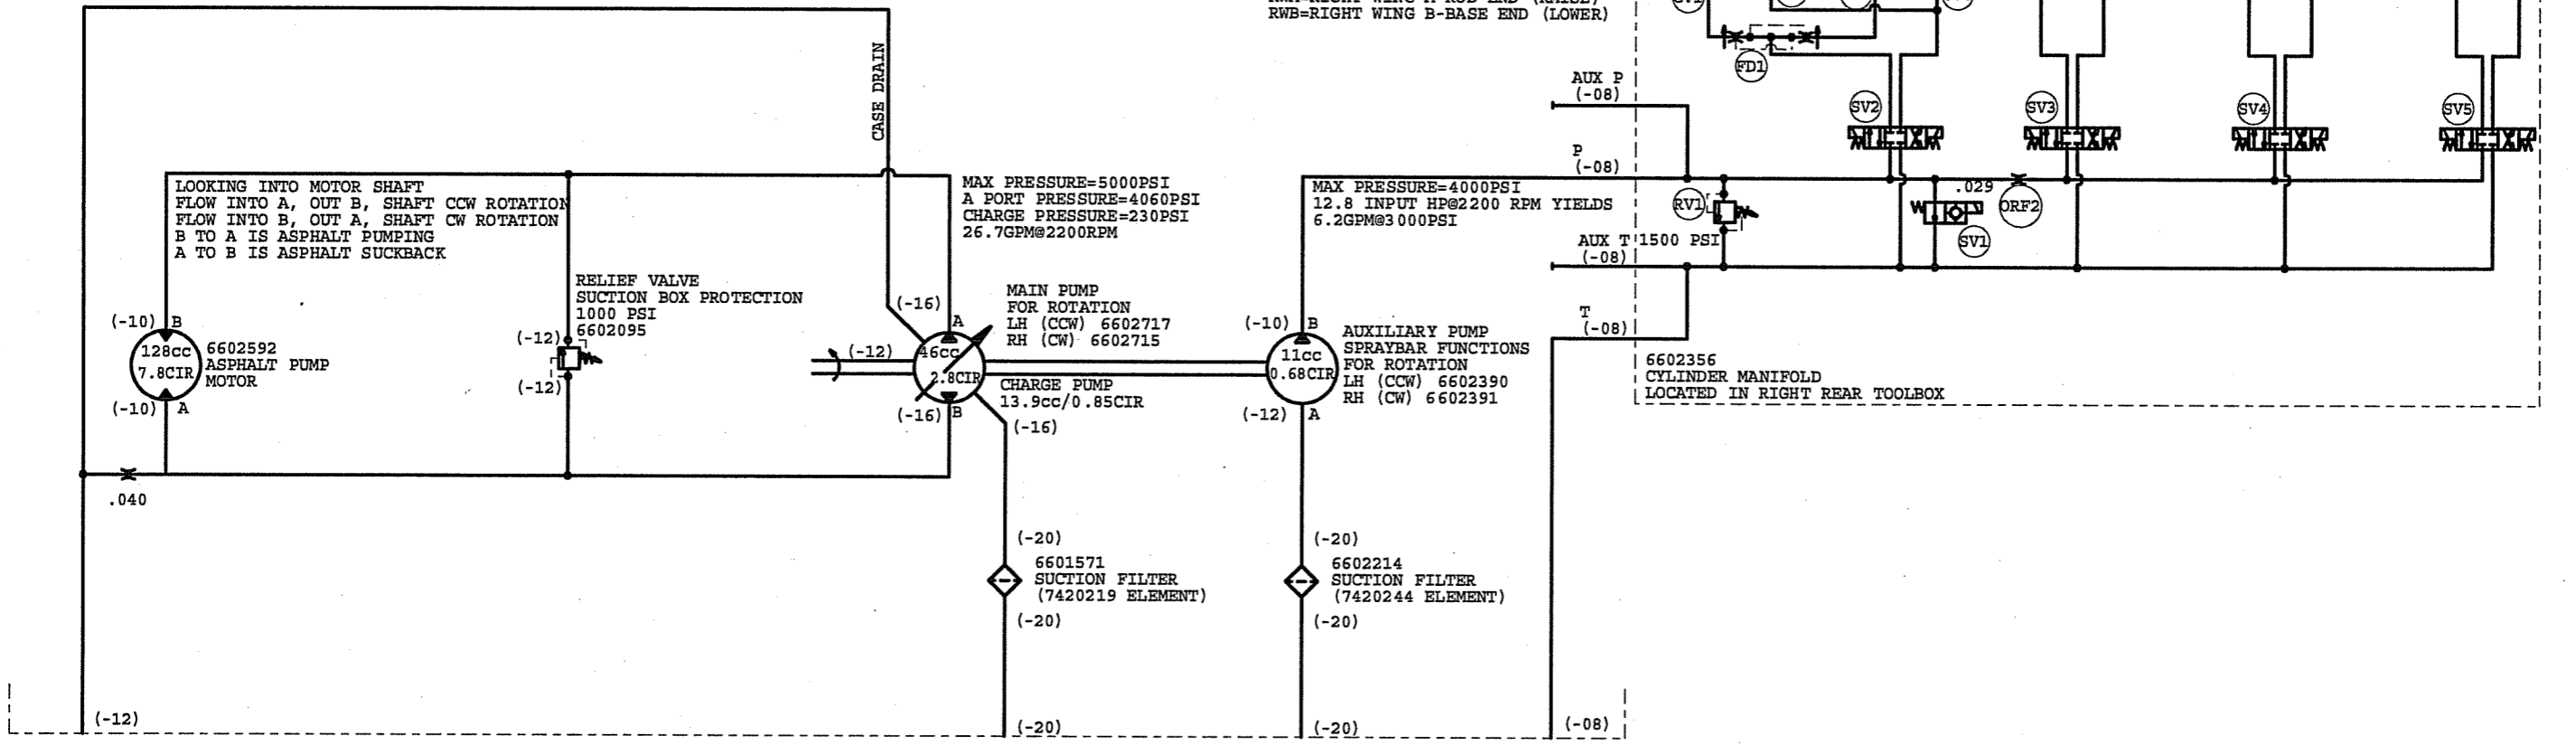 RWB=RIGHT WING B-BASE END (LOWER)
CASE DRAIN
FD1
AUX P
(-08)
SV2
SV3
SV4
SV5
P
(-08)
LOOKING INTO MOTOR SHAFT
FLOW INTO A, OUT B, SHAFT CCW ROTATION
FLOW INTO B, OUT A, SHAFT CW ROTATION
B TO A IS ASPHALT PUMPING
A TO B IS ASPHALT SUCKBACK
MAX PRESSURE=5000PSI
A PORT PRESSURE=4060PSI
CHARGE PRESSURE=230PSI
26.7GPM@2200RPM
MAX PRESSURE=4000PSI
12.8 INPUT HP@2200 RPM YIELDS
6.2GPM@3000PSI
RV1
.029
ORF2
SV1
AUX T
(-08)
1500 PSI
RELIEF VALVE
SUCTION BOX PROTECTION
1000 PSI
6602095
(-12)
(-12)
(-10) B
128cc
7.8CIR
(-10) A
6602592
ASPHALT PUMP
MOTOR
(-16)
A
(-12)
46cc
2.8CIR
(-16) B
MAIN PUMP
FOR ROTATION
LH (CCW) 6602717
RH (CW) 6602715
CHARGE PUMP
13.9cc/0.85CIR
(-16)
(-10) B
11cc
0.68CIR
(-12) A
AUXILIARY PUMP
SPRAYBAR FUNCTIONS
FOR ROTATION
LH (CCW) 6602390
RH (CW) 6602391
T
(-08)
6602356
CYLINDER MANIFOLD
LOCATED IN RIGHT REAR TOOLBOX
.040
(-20)
6601571
SUCTION FILTER
(7420219 ELEMENT)
(-20)
(-20)
6602214
SUCTION FILTER
(7420244 ELEMENT)
(-20)
(-12)
(-20)
(-20)
(-08)